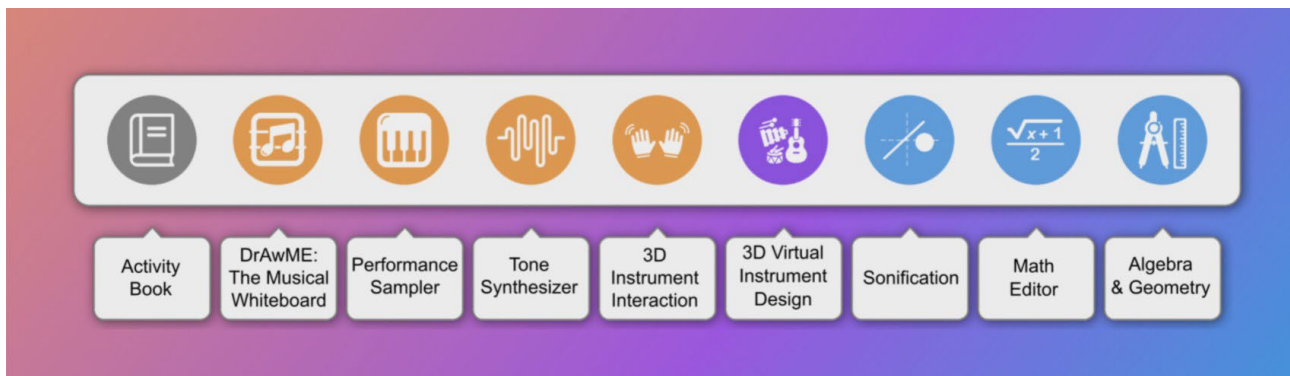 √x + 1
2
Activity
Book
DrAwME:
The Musical
Whiteboard
Performance
Sampler
Tone
Synthesizer
3D
Instrument
Interaction
3D Virtual
Instrument
Design
Sonification
Math
Editor
Algebra
& Geometry